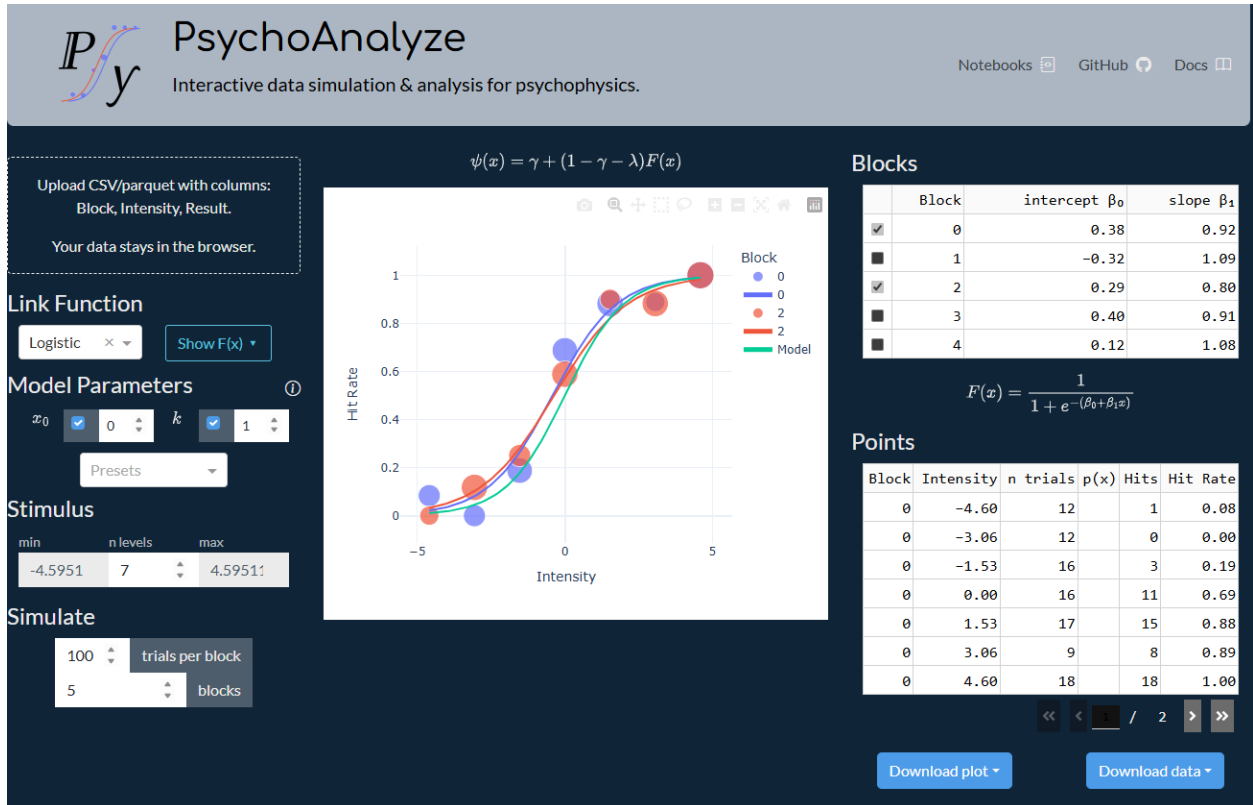 Py
PsychoAnalyze
Interactive data simulation & analysis for psychophysics.
Notebooks GitHub Docs
Upload CSV/parquet with columns:
Block, Intensity, Result.
Your data stays in the browser.
Link Function
Logistic × Show F(x)
Model Parameters
x₀ 0 k 1
Presets
Stimulus
min n levels max
-4.5951 7 4.59511
Simulate
100 trials per block
5 blocks
ψ(x) = γ + (1 − γ − λ)F(x)
Block
0
0
2
2
Model
1
0.8
0.6
0.4
0.2
0
Hit Rate
−5 0 5
Intensity
Blocks
Block intercept β₀ slope β₁
0 0.38 0.92
1 −0.32 1.09
2 0.29 0.80
3 0.40 0.91
4 0.12 1.08
F(x) = 1 / (1 + e^−(β₀+β₁x))
Points
Block Intensity n trials p(x) Hits Hit Rate
0 −4.60 12 1 0.08
0 −3.06 12 0 0.00
0 −1.53 16 3 0.19
0 0.00 16 11 0.69
0 1.53 17 15 0.88
0 3.06 9 8 0.89
0 4.60 18 18 1.00
1 / 2
Download plot Download data